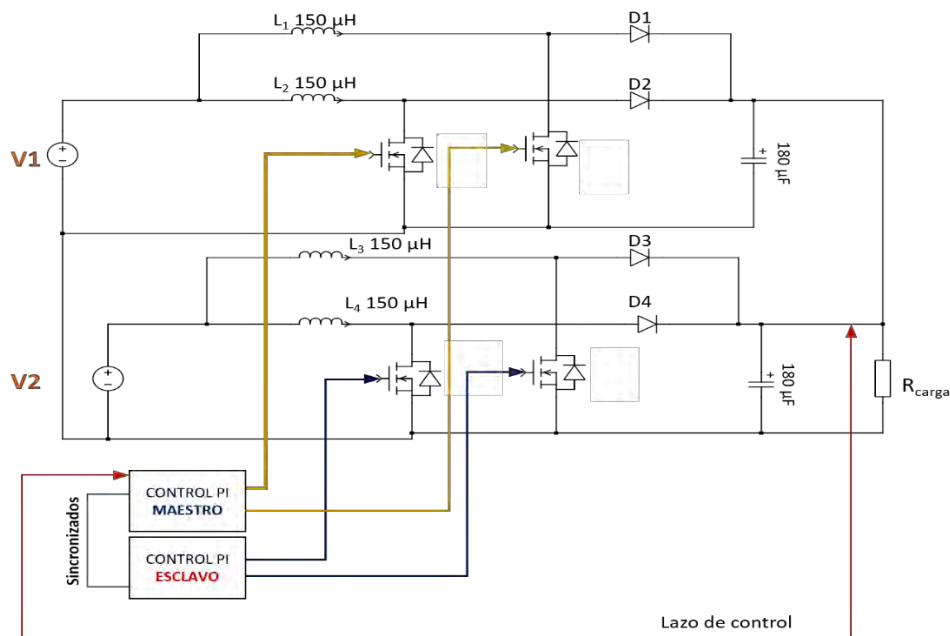 L₁ 150 µH
D1
L₂ 150 µH
D2
V1
180 µF
L₃ 150 µH
D3
L₄ 150 µH
D4
V2
180 µF
Rcarga
CONTROL PI
MAESTRO
Sincronizados
CONTROL PI
ESCLAVO
Lazo de control